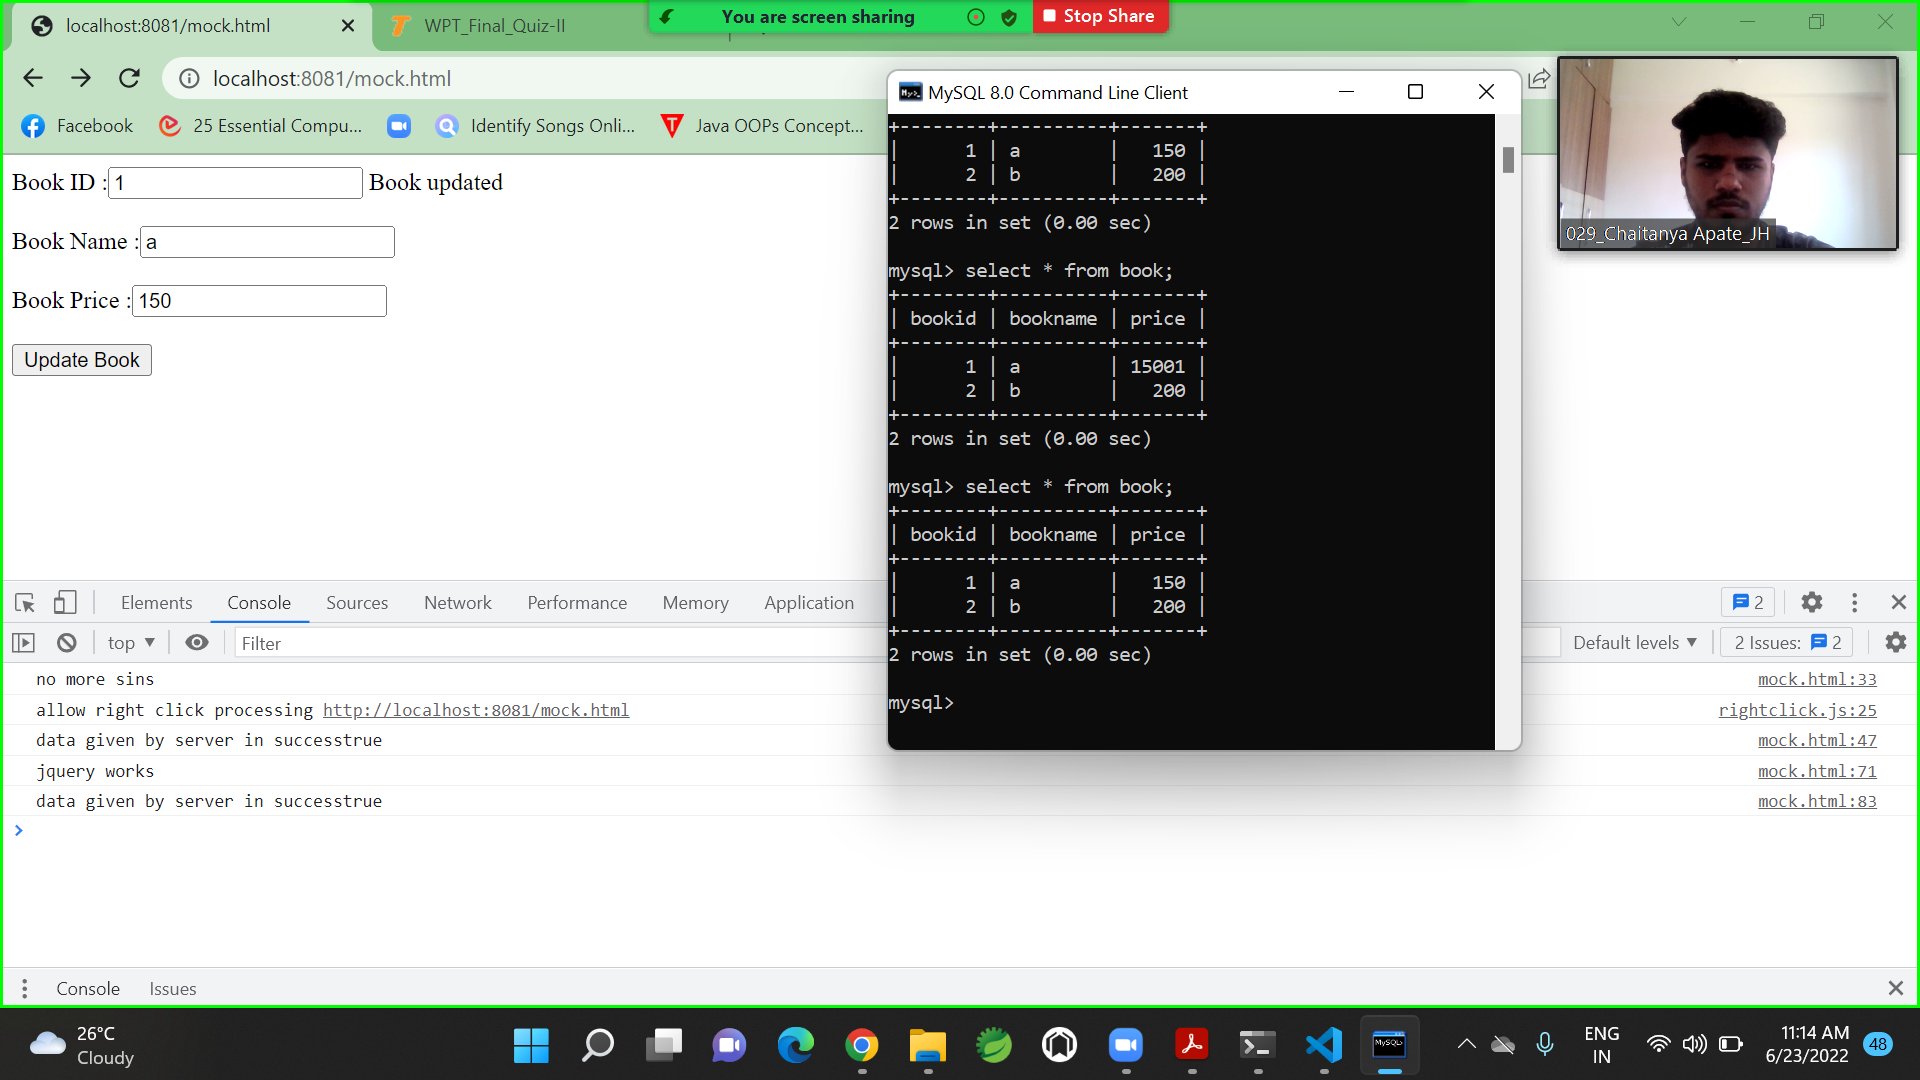 You are screen sharing
Stop Share
localhost:8081/mock.html
WPT_Final_Quiz-II
localhost:8081/mock.html
Facebook
25 Essential Compu...
Identify Songs Onli...
Java OOPs Concept...
Book ID :
1
Book updated
Book Name :
a
Book Price :
150
Update Book
MySQL 8.0 Command Line Client
+--------+----------+-------+
|      1 | a        |   150 |
|      2 | b        |   200 |
+--------+----------+-------+
2 rows in set (0.00 sec)
mysql> select * from book;
+--------+----------+-------+
| bookid | bookname | price |
+--------+----------+-------+
|      1 | a        | 15001 |
|      2 | b        |   200 |
+--------+----------+-------+
2 rows in set (0.00 sec)
mysql> select * from book;
+--------+----------+-------+
| bookid | bookname | price |
+--------+----------+-------+
|      1 | a        |   150 |
|      2 | b        |   200 |
+--------+----------+-------+
2 rows in set (0.00 sec)
mysql>
029_Chaitanya Apate_JH
Elements Console Sources Network Performance Memory Application
2
top
Filter
Default levels
2 Issues: 2
no more sins
mock.html:33
allow right click processing http://localhost:8081/mock.html
rightclick.js:25
data given by server in successtrue
mock.html:47
jquery works
mock.html:71
data given by server in successtrue
mock.html:83
Console Issues
26°C
Cloudy
MySQL>
ENG
IN
11:14 AM
6/23/2022
48